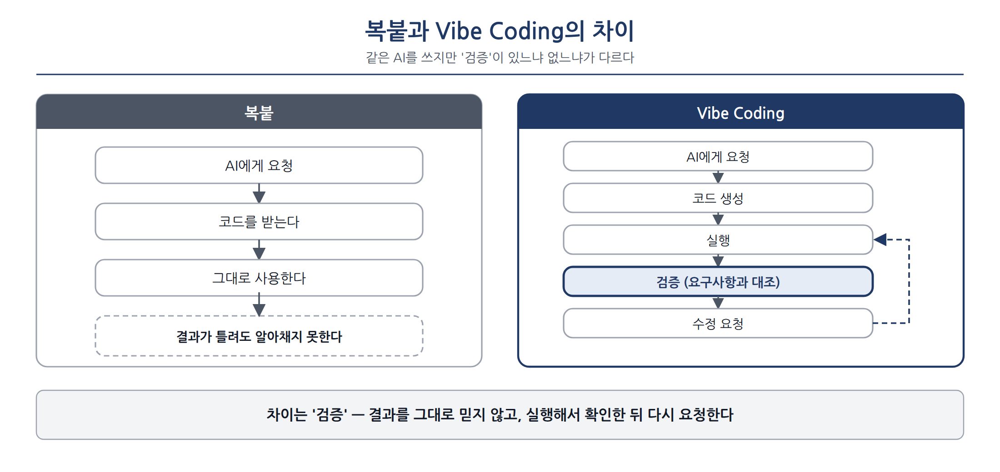 복붙과 Vibe Coding의 차이
같은 AI를 쓰지만 '검증'이 있느냐 없느냐가 다르다
복붙
AI에게 요청
코드를 받는다
그대로 사용한다
결과가 틀려도 알아채지 못한다
Vibe Coding
AI에게 요청
코드 생성
실행
검증 (요구사항과 대조)
수정 요청
차이는 '검증' — 결과를 그대로 믿지 않고, 실행해서 확인한 뒤 다시 요청한다